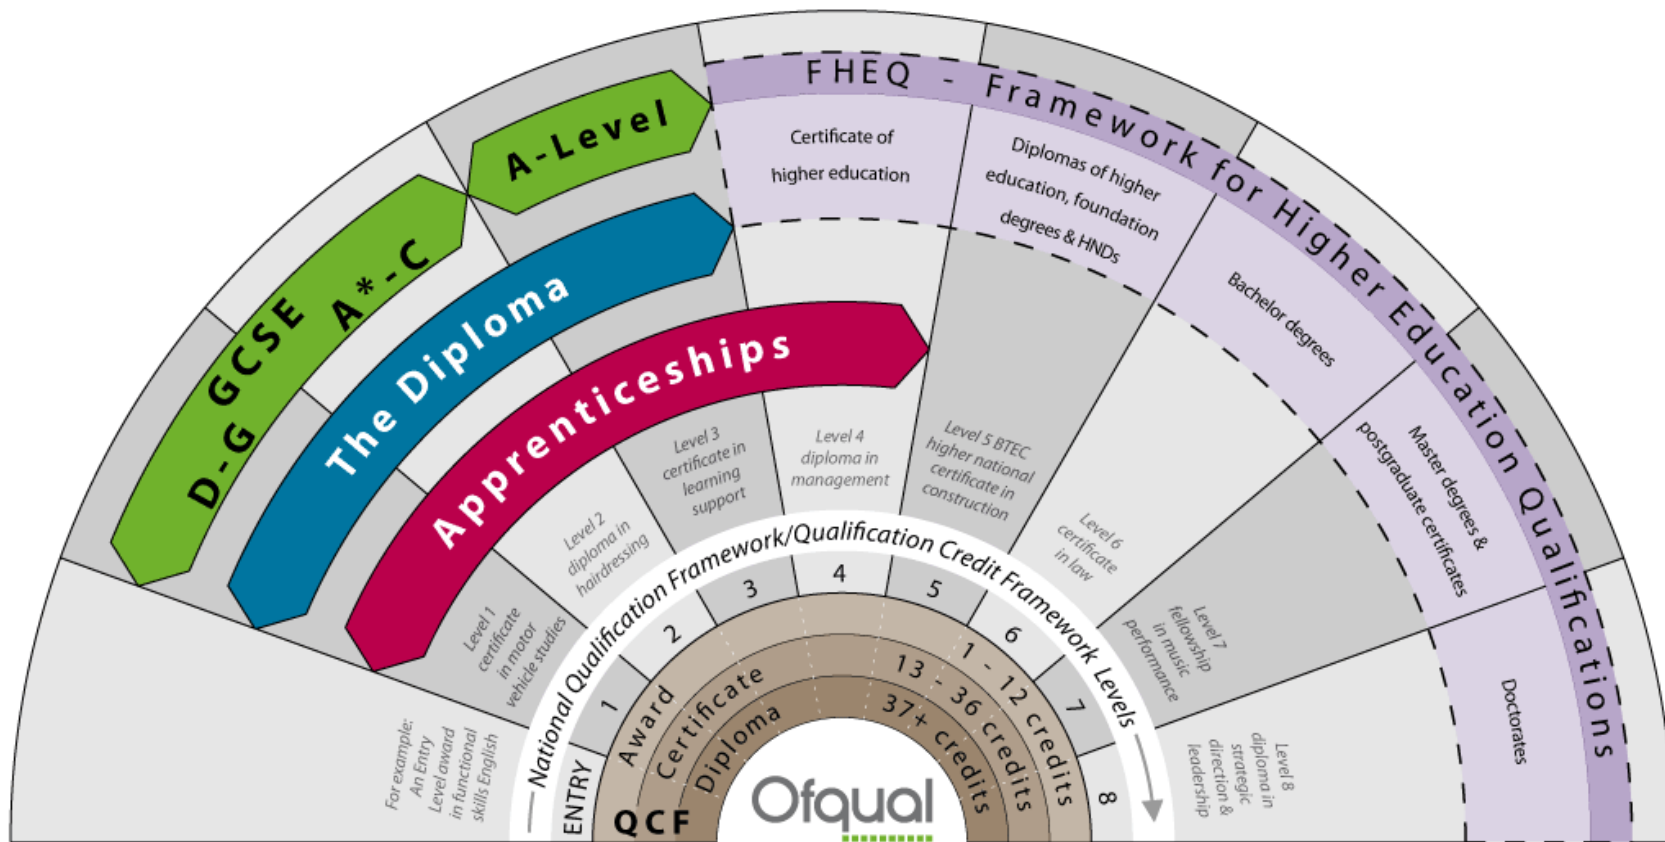 FHEQ - Framework for Higher Education Qualifications
A-Level
GCSE
D-G A*-C
The Diploma
Apprenticeships
Certificate of
higher education
Diplomas of higher
education, foundation
degrees & HNDs
Bachelor degrees
Master degrees &
postgraduate certificates
Doctorates
For example:
An Entry
Level award
in functional
skills English
Level 1
certificate
in motor
vehicle studies
Level 2
diploma in
hairdressing
Level 3
certificate in
learning
support
Level 4
diploma in
management
Level 5 BTEC
higher national
certificate in
construction
Level 6
certificate
in law
Level 7
fellowship
in music
performance
Level 8
diploma in
strategic
direction &
leadership
National Qualification Framework/Qualification Credit Framework Levels
ENTRY
1
2
3
4
5
6
7
8
Award
1 - 12 credits
Certificate
13 - 36 credits
Diploma
37+ credits
QCF
Ofqual